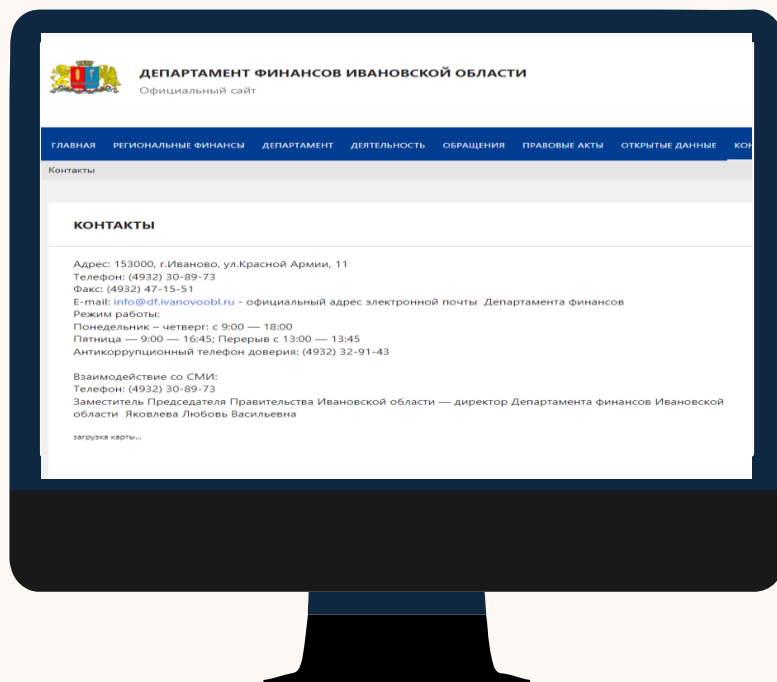 ДЕПАРТАМЕНТ ФИНАНСОВ ИВАНОВСКОЙ ОБЛАСТИ
Официальный сайт
ГЛАВНАЯ РЕГИОНАЛЬНЫЕ ФИНАНСЫ ДЕПАРТАМЕНТ ДЕЯТЕЛЬНОСТЬ ОБРАЩЕНИЯ ПРАВОВЫЕ АКТЫ ОТКРЫТЫЕ ДАННЫЕ КОН
Контакты
КОНТАКТЫ
Адрес: 153000, г.Иваново, ул.Красной Армии, 11
Телефон: (4932) 30-89-73
Факс: (4932) 47-15-51
E-mail: info@df.ivanovoobl.ru - официальный адрес электронной почты Департамента финансов
Режим работы:
Понедельник – четверг: с 9:00 — 18:00
Пятница — 9:00 — 16:45; Перерыв с 13:00 — 13:45
Антикоррупционный телефон доверия: (4932) 32-91-43
Взаимодействие со СМИ:
Телефон: (4932) 30-89-73
Заместитель Председателя Правительства Ивановской области — директор Департамента финансов Ивановской
области Яковлева Любовь Васильевна
загрузка карты...